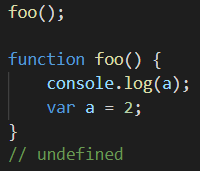 foo();

function foo() {
    console.log(a);
    var a = 2;
}
// undefined